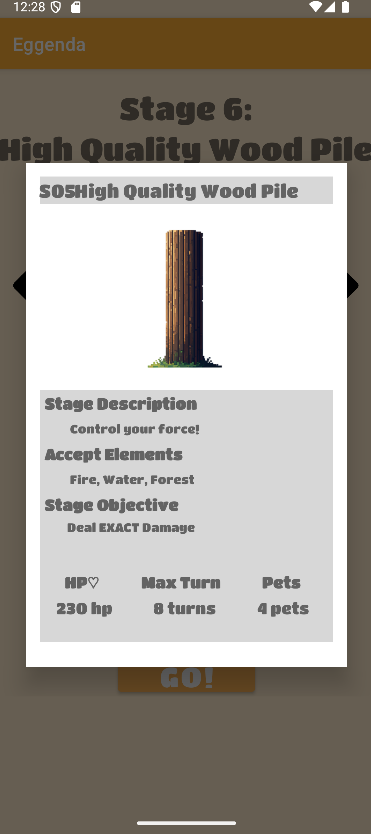 12:28
Eggenda
Stage 6:
High Quality Wood Pile
S05High Quality Wood Pile
Stage Description
Control your force!
Accept Elements
Fire, Water, Forest
Stage Objective
Deal EXACT Damage
HP♡ Max Turn Pets
230 hp 8 turns 4 pets
GO!